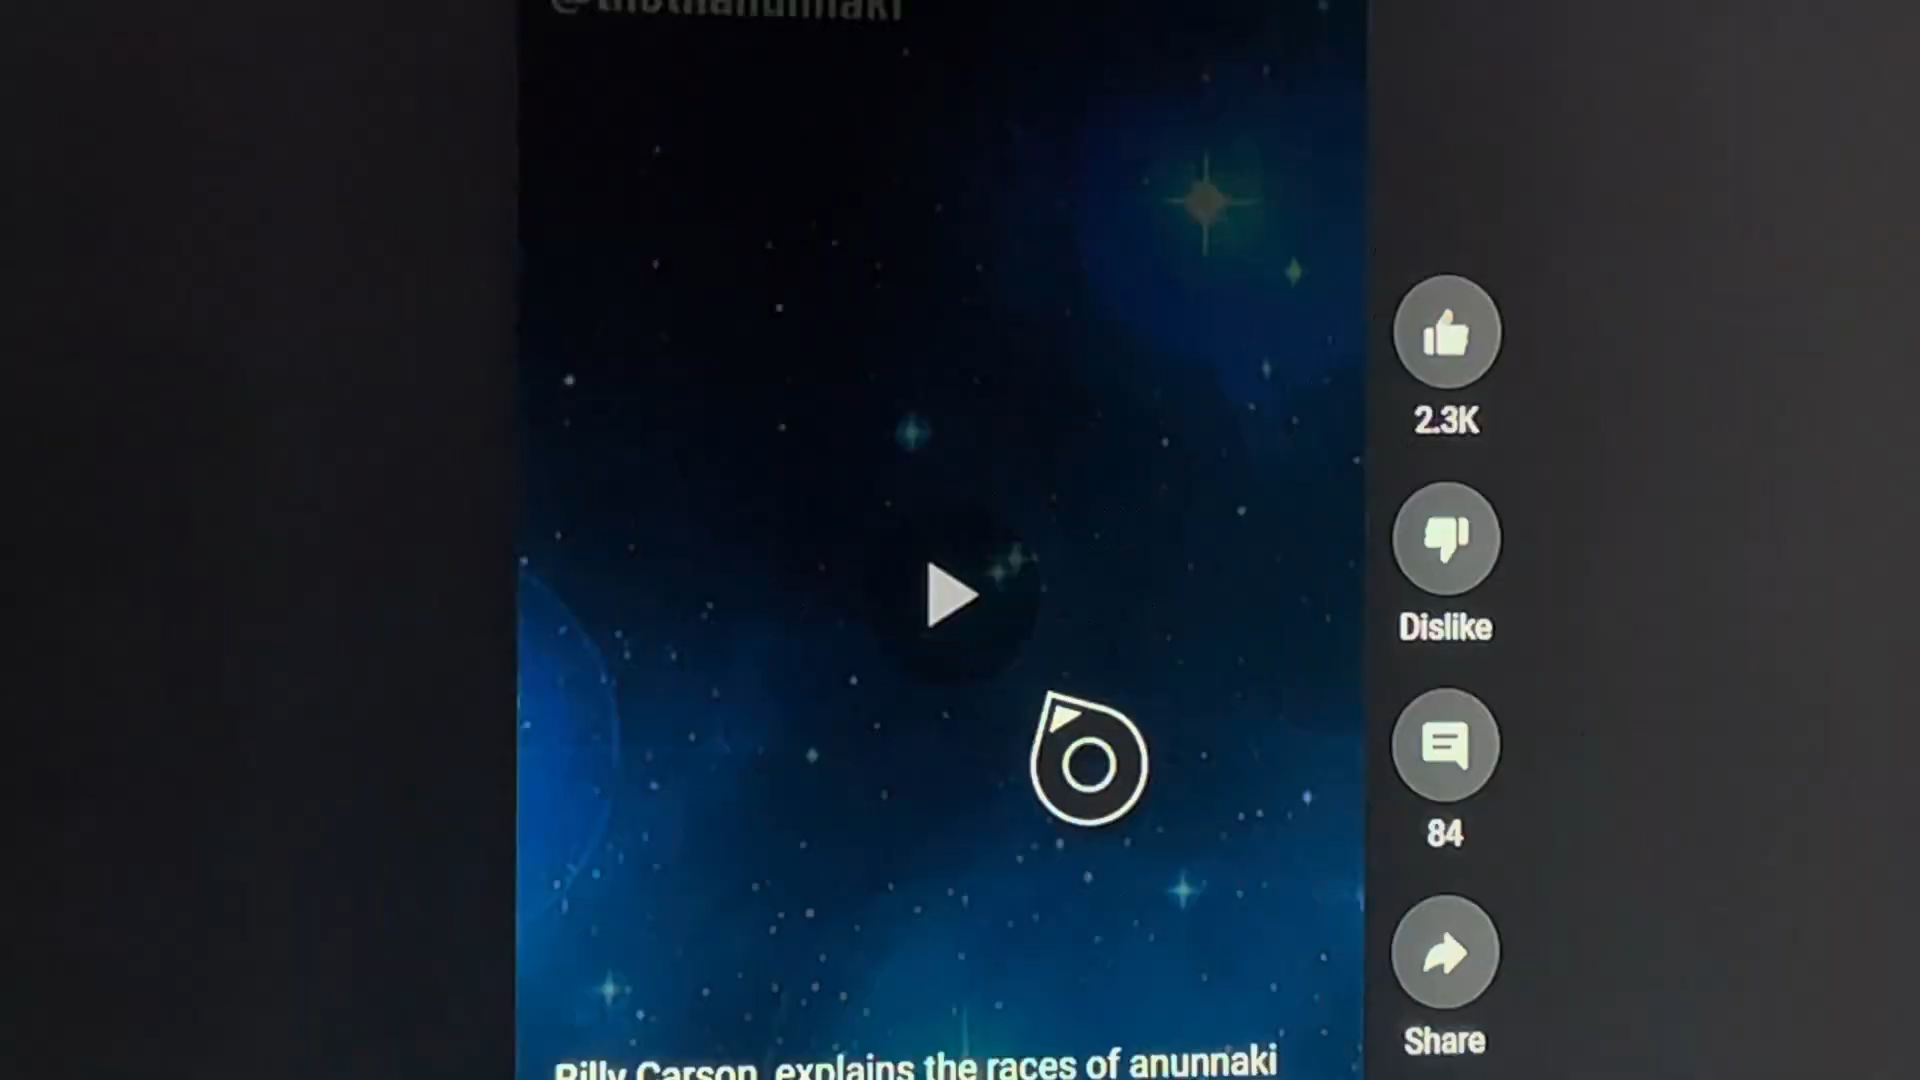 2.3K
Dislike
84
Share
Billy Carson explains the races of anunnaki